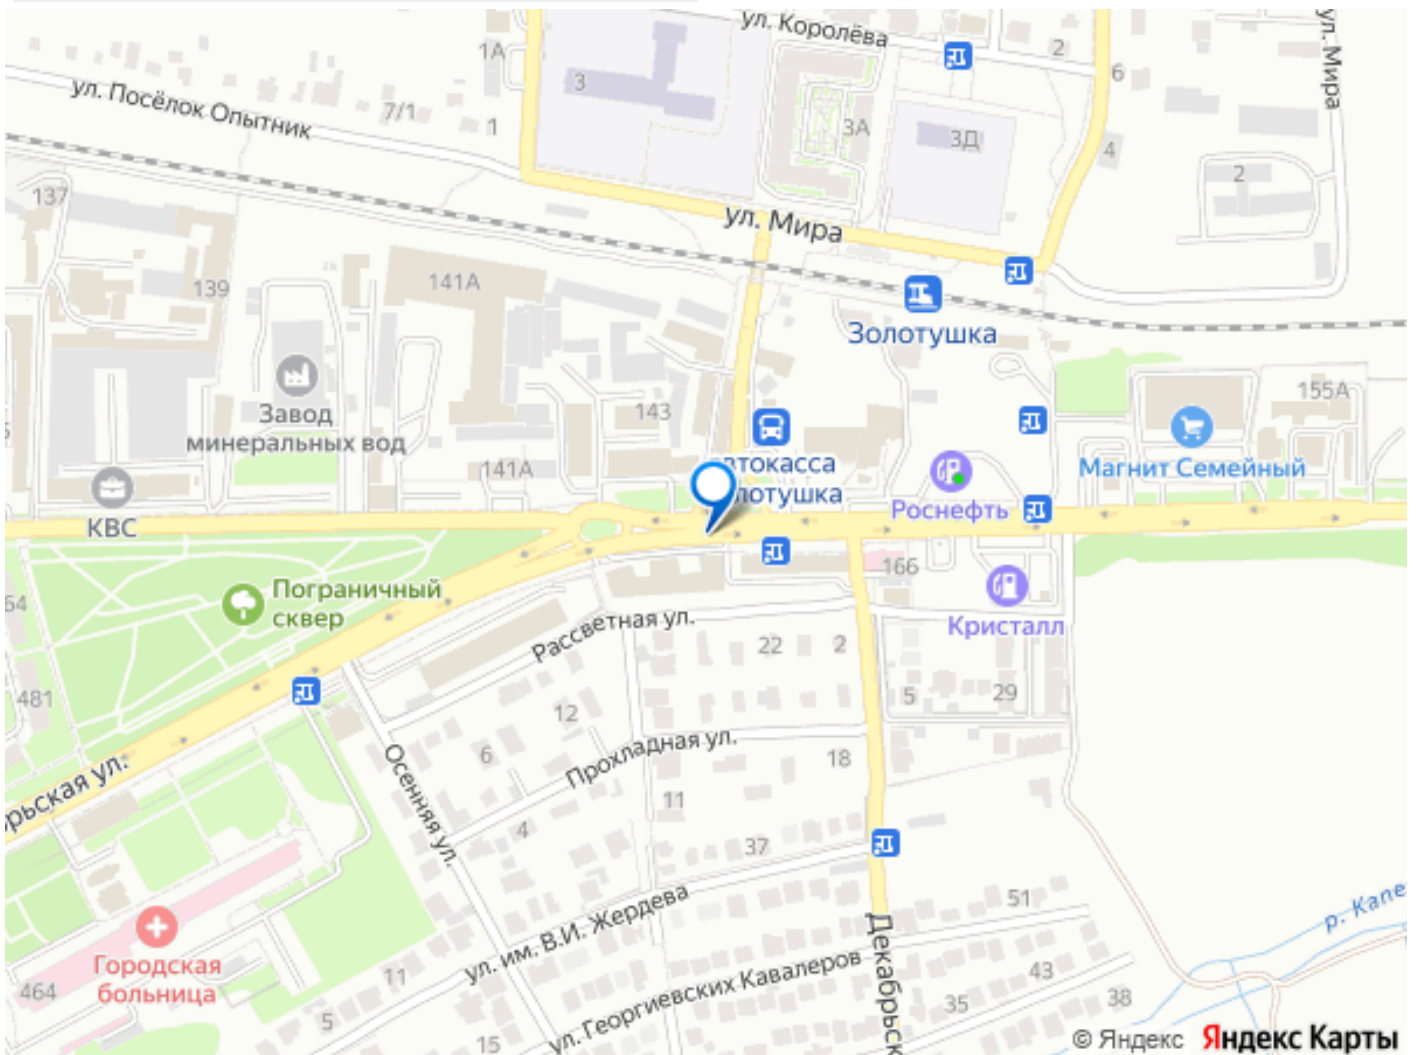 ул. Королёва
2
1А
3
6
ул. Мира
ул. Посёлок Опытник
7/1
1
3А
3Д
4
2
137
ул. Мира
139
141А
Золотушка
155А
Завод
минеральных вод
143
автокасса
Магнит Семейный
141А
Роснефть
КВС
166
Пограничный
сквер
Кристалл
Рассветная ул.
22
2
481
5
29
12
6
Прохладная ул.
18
Осенняя ул.
11
4
37
ул. им. В.И. Жердева
51
р. Капе
Городская
больница
464
11
ул. Георгиевских Кавалеров
Декабрьск
43
35
38
5
15
© Яндекс Яндекс Карты